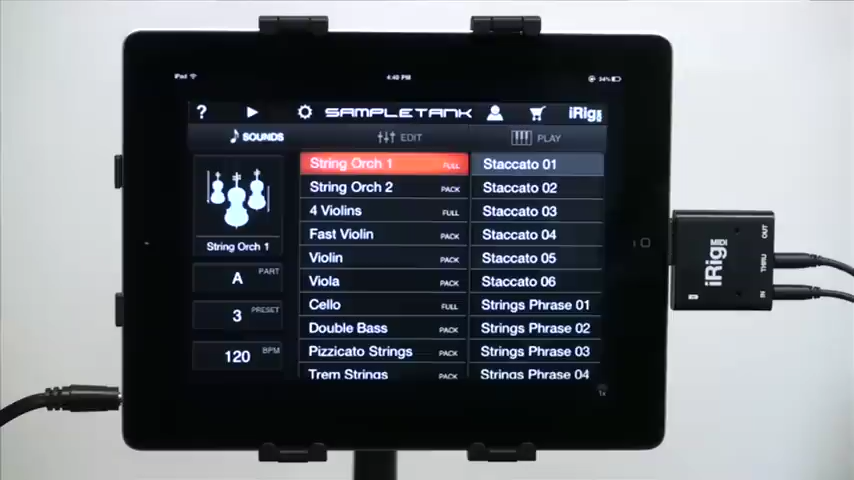 iPad
4:40 PM
34%
? SAMPLETANK iRig
SOUNDS EDIT PLAY
String Orch 1
A PART
3 PRESET
120 BPM
String Orch 1 FULL
String Orch 2 PACK
4 Violins FULL
Fast Violin PACK
Violin PACK
Viola PACK
Cello FULL
Double Bass PACK
Pizzicato Strings PACK
Trem Strings PACK
Staccato 01
Staccato 02
Staccato 03
Staccato 04
Staccato 05
Staccato 06
Strings Phrase 01
Strings Phrase 02
Strings Phrase 03
Strings Phrase 04
1x
iRig MIDI
OUT
THRU
IN